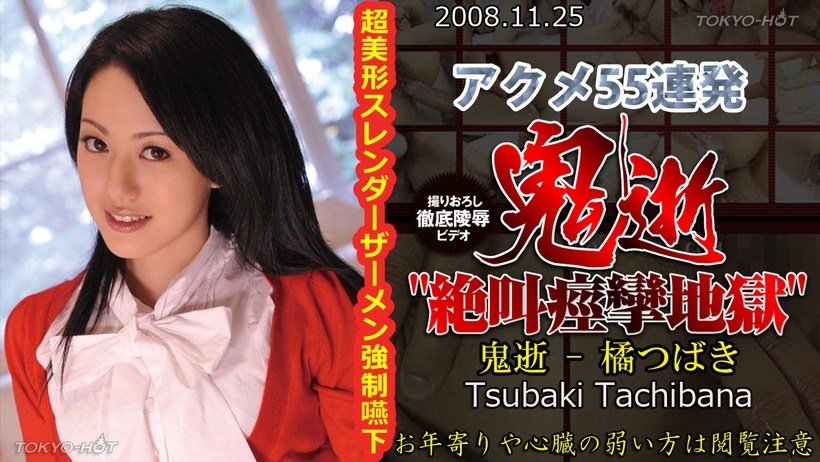 2008.11.25
TOKYO-HOT
アクメ55連発
撮りおろし
徹底陵辱
ビデオ
鬼逝
"絶叫痙攣地獄"
鬼逝 - 橘つばき
Tsubaki Tachibana
お年寄りや心臓の弱い方は閲覧注意
超美形スレンダーザーメン強制嚥下
TOKYO-HOT